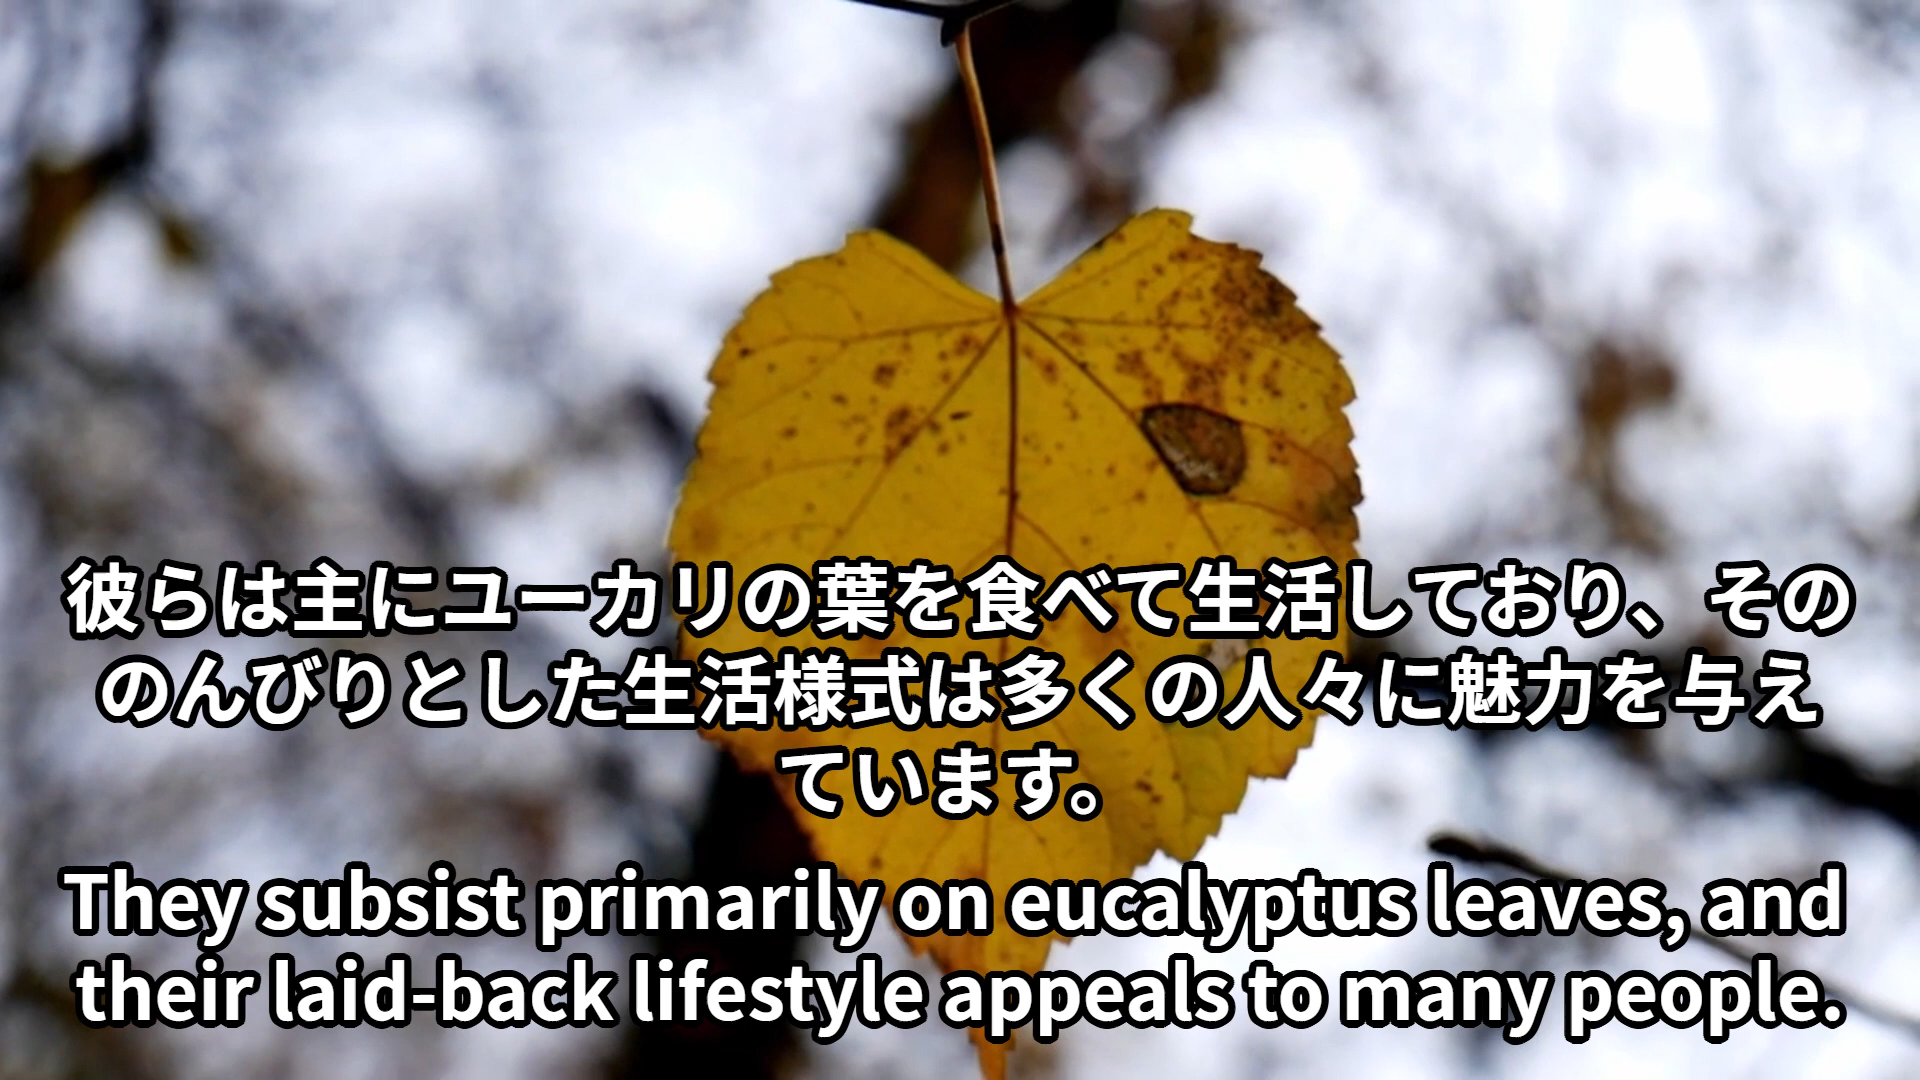 彼らは主にユーカリの葉を食べて生活しており、その
のんびりとした生活様式は多くの人々に魅力を与え
ています。
They subsist primarily on eucalyptus leaves, and
their laid-back lifestyle appeals to many people.